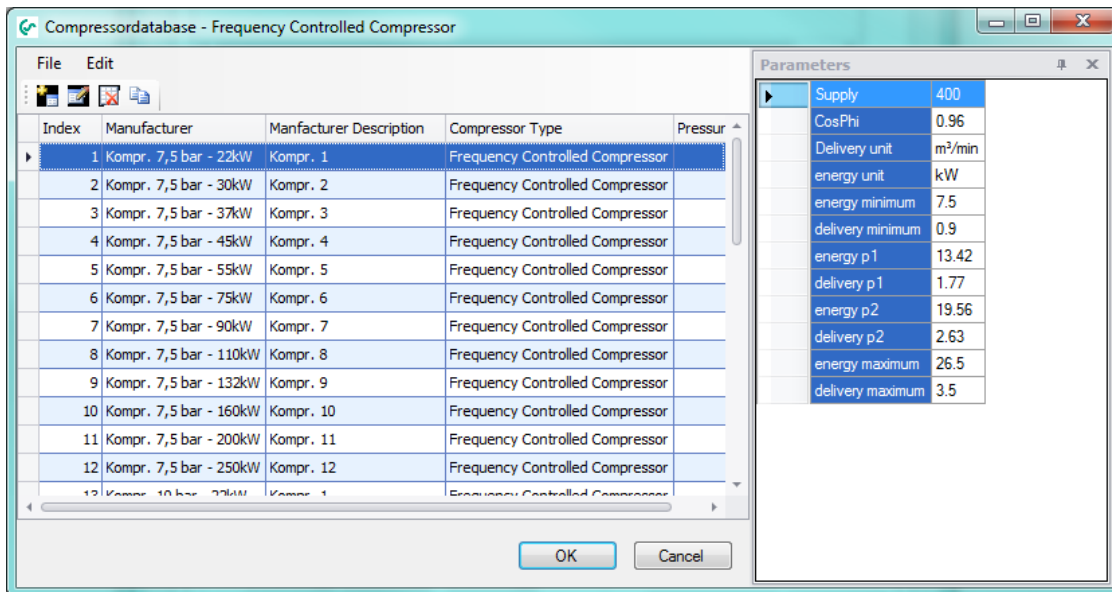 Compressordatabase - Frequency Controlled Compressor
File Edit
Index Manufacturer Manfacturer Description Compressor Type Pressur
1 Kompr. 7,5 bar - 22kW Kompr. 1 Frequency Controlled Compressor
2 Kompr. 7,5 bar - 30kW Kompr. 2 Frequency Controlled Compressor
3 Kompr. 7,5 bar - 37kW Kompr. 3 Frequency Controlled Compressor
4 Kompr. 7,5 bar - 45kW Kompr. 4 Frequency Controlled Compressor
5 Kompr. 7,5 bar - 55kW Kompr. 5 Frequency Controlled Compressor
6 Kompr. 7,5 bar - 75kW Kompr. 6 Frequency Controlled Compressor
7 Kompr. 7,5 bar - 90kW Kompr. 7 Frequency Controlled Compressor
8 Kompr. 7,5 bar - 110kW Kompr. 8 Frequency Controlled Compressor
9 Kompr. 7,5 bar - 132kW Kompr. 9 Frequency Controlled Compressor
10 Kompr. 7,5 bar - 160kW Kompr. 10 Frequency Controlled Compressor
11 Kompr. 7,5 bar - 200kW Kompr. 11 Frequency Controlled Compressor
12 Kompr. 7,5 bar - 250kW Kompr. 12 Frequency Controlled Compressor
13 Kompr. 10 bar - 22kW Kompr. 1 Frequency Controlled Compressor
OK Cancel
Parameters
Supply 400
CosPhi 0.96
Delivery unit m³/min
energy unit kW
energy minimum 7.5
delivery minimum 0.9
energy p1 13.42
delivery p1 1.77
energy p2 19.56
delivery p2 2.63
energy maximum 26.5
delivery maximum 3.5